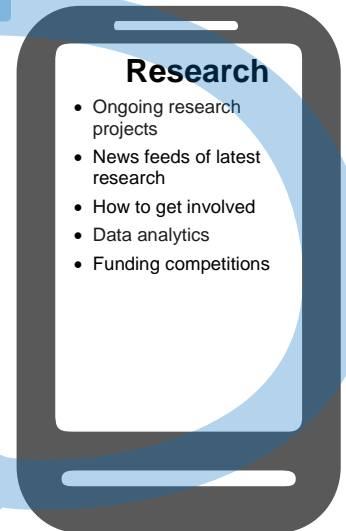 Research
• Ongoing research
projects
• News feeds of latest
research
• How to get involved
• Data analytics
• Funding competitions